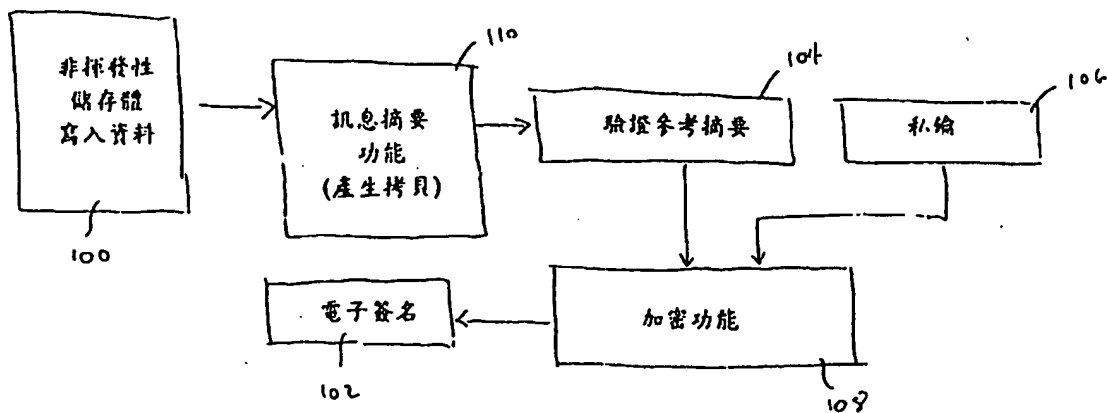 非揮發性
儲存體
寫入資料
100
110
訊息摘要
功能
(產生拷貝)
104
驗證參考摘要
106
私鑰
電子簽名
102
加密功能
108